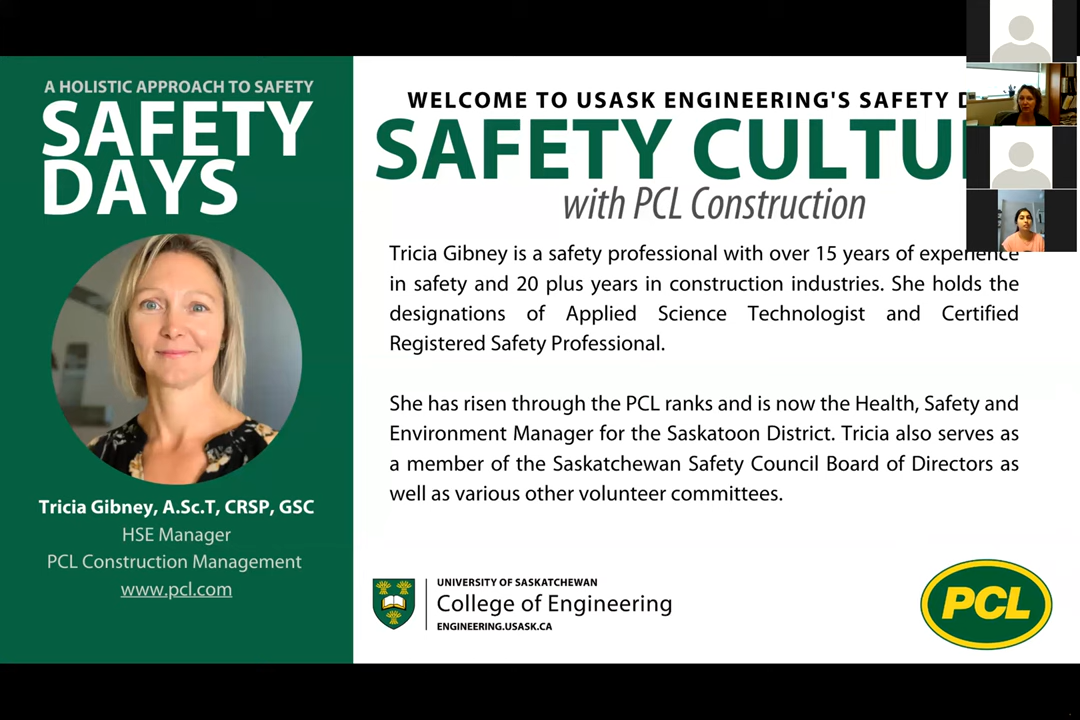 A HOLISTIC APPROACH TO SAFETY
SAFETY
DAYS
Tricia Gibney, A.Sc.T, CRSP, GSC
HSE Manager
PCL Construction Management
www.pcl.com
WELCOME TO USASK ENGINEERING'S SAFETY
SAFETY
with PCL Construction
Tricia Gibney is a safety professional with over 15 years of experience
in safety and 20 plus years in construction industries. She holds the
designations of Applied Science Technologist and Certified
Registered Safety Professional.
She has risen through the PCL ranks and is now the Health, Safety and
Environment Manager for the Saskatoon District. Tricia also serves as
a member of the Saskatchewan Safety Council Board of Directors as
well as various other volunteer committees.
UNIVERSITY OF SASKATCHEWAN
College of Engineering
ENGINEERING.USASK.CA
PCL